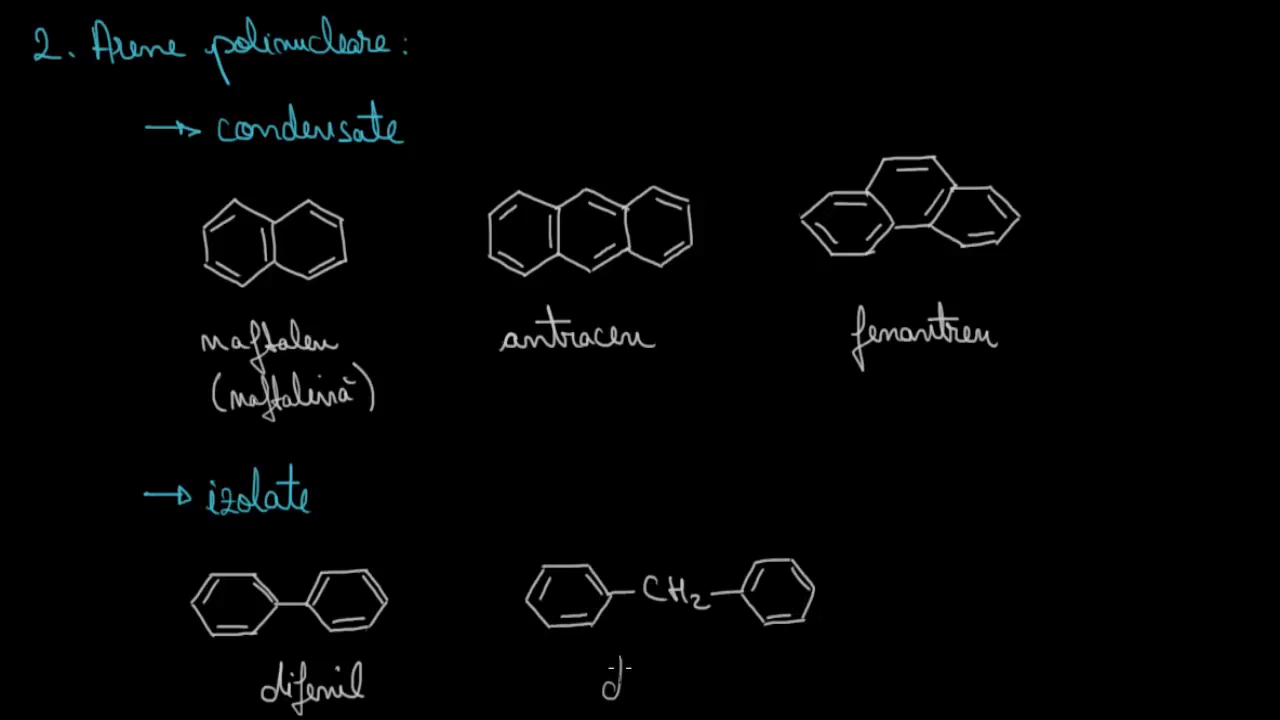 2. Arene polinucleare:
→ condensate
naftalen
(naftalină)
antracen
fenantren
→ izolate
CH2
difenil
d